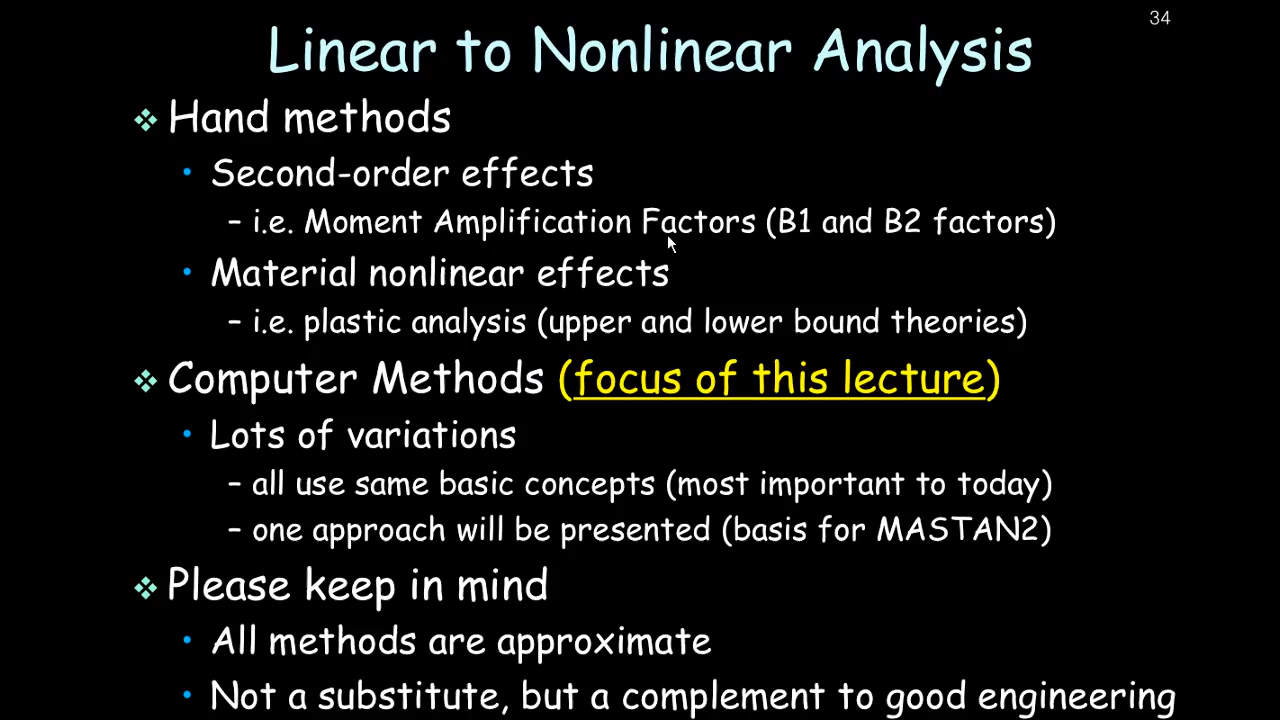 34
Linear to Nonlinear Analysis
❖ Hand methods
• Second-order effects
– i.e. Moment Amplification Factors (B1 and B2 factors)
• Material nonlinear effects
– i.e. plastic analysis (upper and lower bound theories)
❖ Computer Methods (focus of this lecture)
• Lots of variations
– all use same basic concepts (most important to today)
– one approach will be presented (basis for MASTAN2)
❖ Please keep in mind
• All methods are approximate
• Not a substitute, but a complement to good engineering